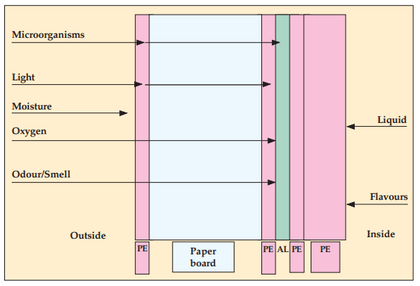 Microorganisms
Light
Moisture
Oxygen
Odour/Smell
Liquid
Flavours
Outside
Inside
PE
Paper
board
PE
AL
PE
PE